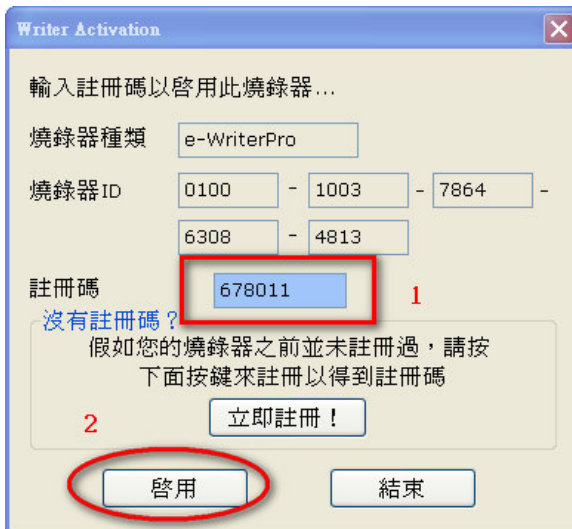 Writer Activation
輸入註冊碼以啓用此燒錄器...
燒錄器種類 e-WriterPro
燒錄器ID 0100 - 1003 - 7864 -
6308 - 4813
註冊碼 678011 1
沒有註冊碼？
假如您的燒錄器之前並未註冊過，請按
下面按鍵來註冊以得到註冊碼
2 立即註冊！
啓用 結束